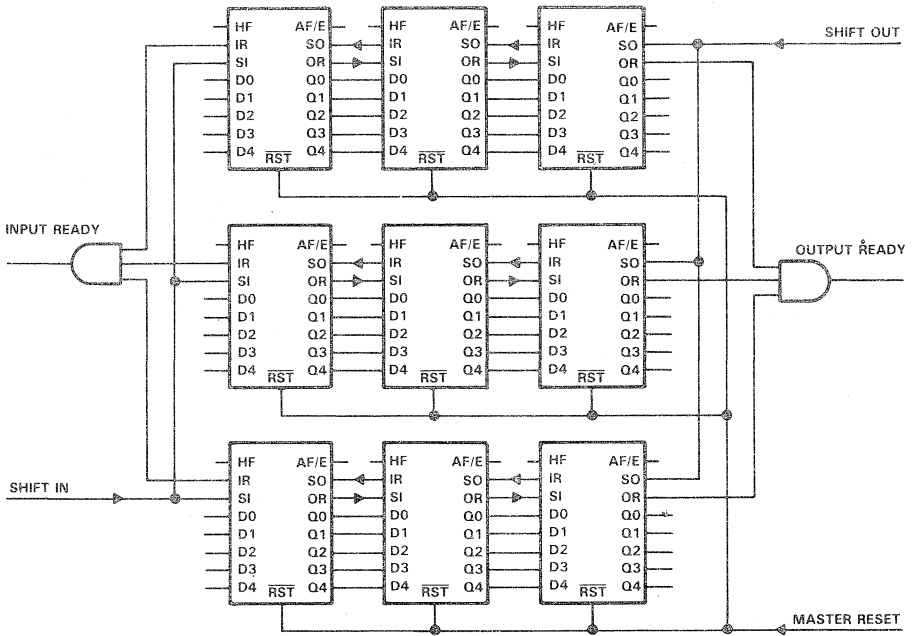 HF AF/E HF AF/E HF AF/E
IR SO IR SO IR SO SHIFT OUT
SI OR SI OR SI OR
D0 Q0 D0 Q0 D0 Q0
D1 Q1 D1 Q1 D1 Q1
D2 Q2 D2 Q2 D2 Q2
D3 Q3 D3 Q3 D3 Q3
D4 Q4 D4 Q4 D4 Q4
RST RST RST
INPUT READY
HF AF/E HF AF/E HF AF/E
OUTPUT READY
IR SO IR SO IR SO
SI OR SI OR SI OR
D0 Q0 D0 Q0 D0 Q0
D1 Q1 D1 Q1 D1 Q1
D2 Q2 D2 Q2 D2 Q2
D3 Q3 D3 Q3 D3 Q3
D4 Q4 D4 Q4 D4 Q4
RST RST RST
HF AF/E HF AF/E HF AF/E
IR SO IR SO IR SO
SHIFT IN
SI OR SI OR SI OR
D0 Q0 D0 Q0 D0 Q0
D1 Q1 D1 Q1 D1 Q1
D2 Q2 D2 Q2 D2 Q2
D3 Q3 D3 Q3 D3 Q3
D4 Q4 D4 Q4 D4 Q4
RST RST RST
MASTER RESET